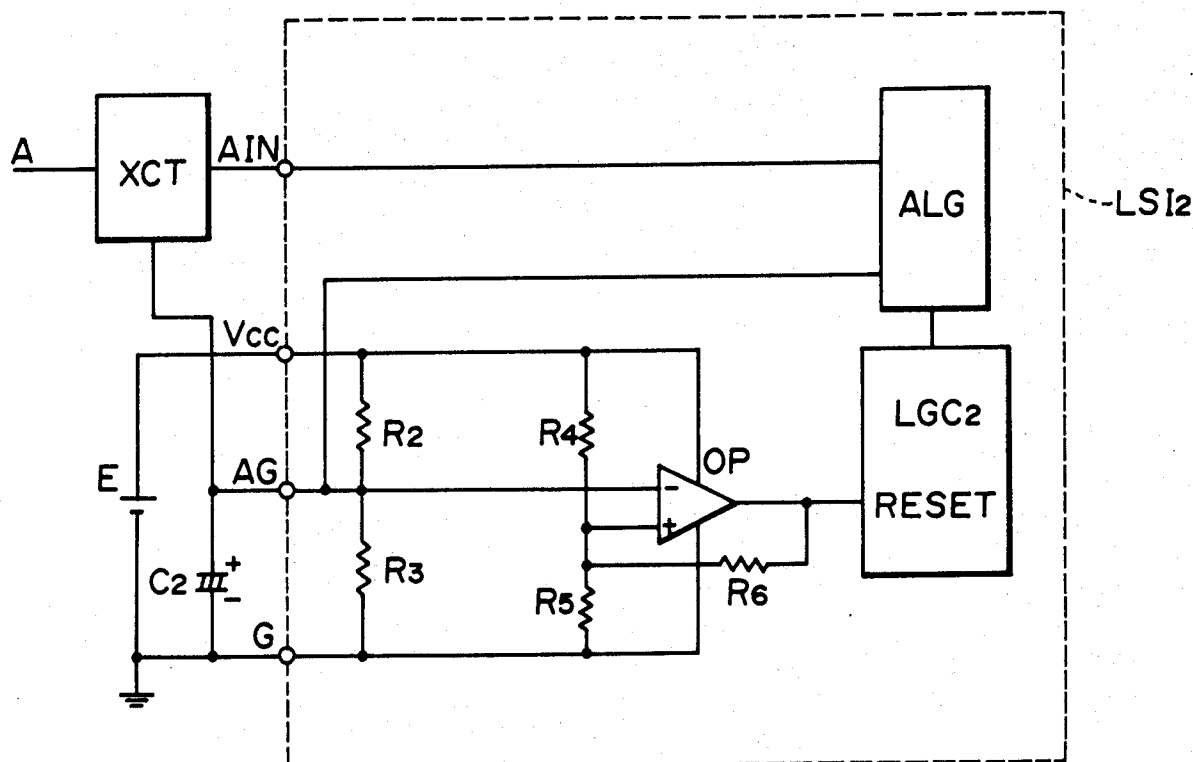 A
XCT
AIN
ALG
LSI2
Vcc
R2
R4
OP
LGC2
RESET
E
AG
-
+
C2
+
-
R3
R5
R6
G